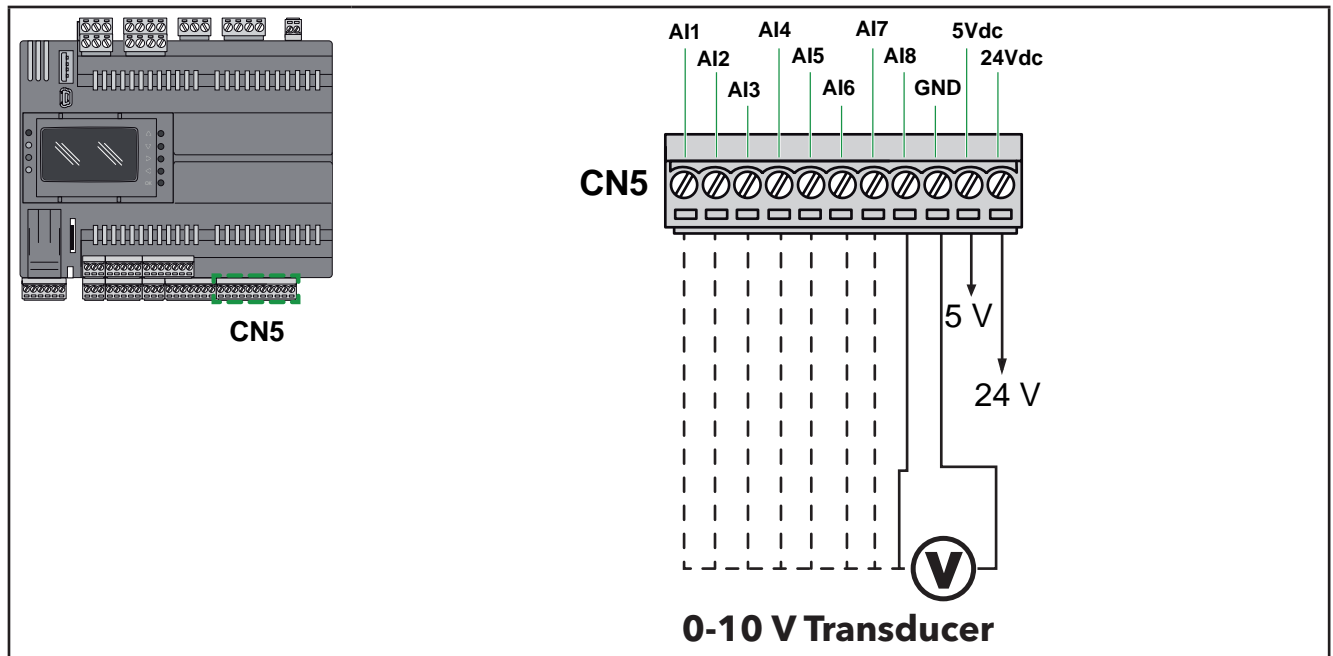 AI1 AI4 AI7 5Vdc
AI2 AI5 AI8 24Vdc
AI3 AI6 GND
CN5
CN5
5 V
24 V
V
0-10 V Transducer